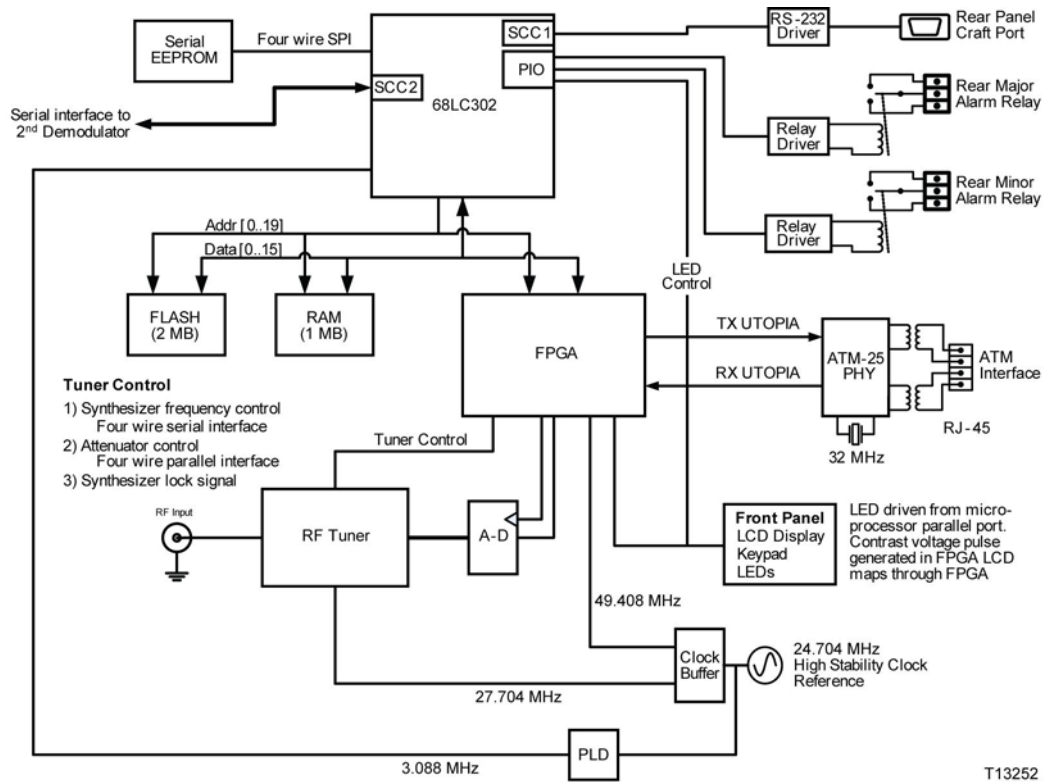 Serial
EEPROM
Four wire SPI
SCC1
PIO
SCC2
68LC302
RS-232
Driver
Rear Panel
Craft Port
Serial interface to
2nd Demodulator
Relay
Driver
Rear Major
Alarm Relay
Relay
Driver
Rear Minor
Alarm Relay
Addr [0..19]
Data [0..15]
LED
Control
FLASH
(2 MB)
RAM
(1 MB)
FPGA
TX UTOPIA
RX UTOPIA
ATM-25
PHY
ATM
Interface
RJ-45
32 MHz
Tuner Control
1) Synthesizer frequency control
Four wire serial interface
2) Attenuator control
Four wire parallel interface
3) Synthesizer lock signal
Tuner Control
RF Input
RF Tuner
A-D
Front Panel
LCD Display
Keypad
LEDs
LED driven from micro-
processor parallel port.
Contrast voltage pulse
generated in FPGA LCD
maps through FPGA
49.408 MHz
Clock
Buffer
24.704 MHz
High Stability Clock
Reference
27.704 MHz
PLD
3.088 mHz
T13252